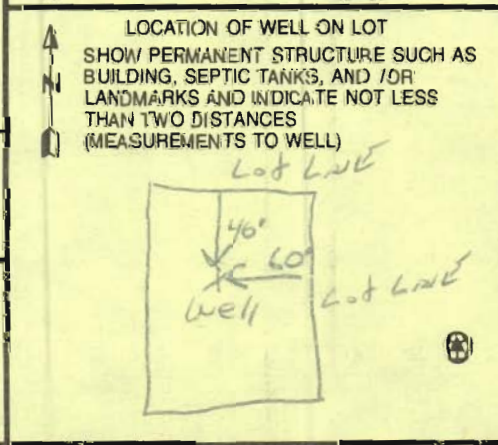 LOCATION OF WELL ON LOT
SHOW PERMANENT STRUCTURE SUCH AS
N
BUILDING, SEPTIC TANKS, AND /OR
LANDMARKS AND INDICATE NOT LESS
THAN TWO DISTANCES
(MEASUREMENTS TO WELL)
Lot LINE
46'
60'
Well
Lot LINE